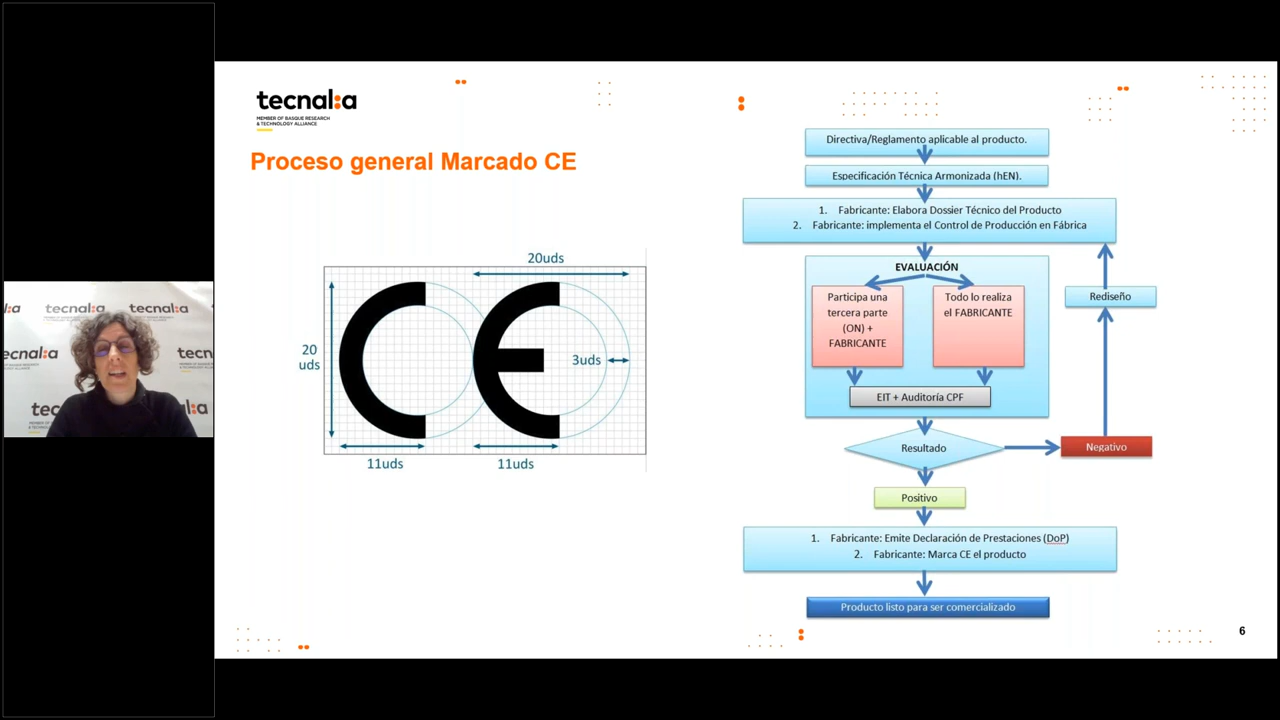 tecnal:a
MEMBER OF BASQUE RESEARCH
& TECHNOLOGY ALLIANCE
Proceso general Marcado CE
20uds
20
uds
CE
3uds
11uds
11uds
Directiva/Reglamento aplicable al producto.
Especificación Técnica Armonizada (hEN).
1. Fabricante: Elabora Dossier Técnico del Producto
2. Fabricante: implementa el Control de Producción en Fábrica
EVALUACIÓN
Participa una
tercera parte
(ON) +
FABRICANTE
Todo lo realiza
el FABRICANTE
Rediseño
EIT + Auditoría CPF
Resultado
Negativo
Positivo
1. Fabricante: Emite Declaración de Prestaciones (DoP)
2. Fabricante: Marca CE el producto
Producto listo para ser comercializado
6
tecnal:a
tecnal:a